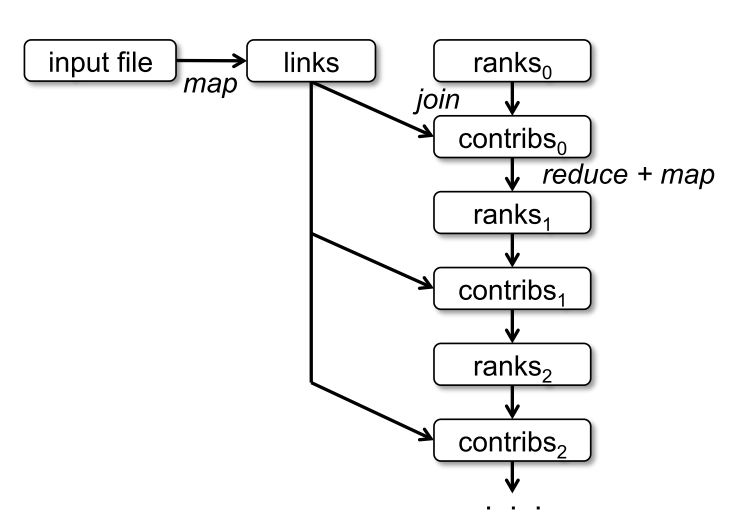 input file
map
links
ranks₀
join
contribs₀
reduce + map
ranks₁
contribs₁
ranks₂
contribs₂
. . .